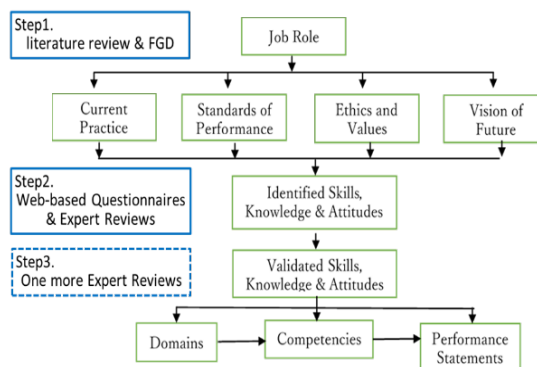 Step1.
literature review & FGD
Job Role
Current
Practice
Standards of
Performance
Ethics and
Values
Vision of
Future
Step2.
Web-based Questionnaires
& Expert Reviews
Identified Skills,
Knowledge & Attitudes
Step3.
One more Expert Reviews
Validated Skills,
Knowledge & Attitudes
Domains
Competencies
Performance
Statements